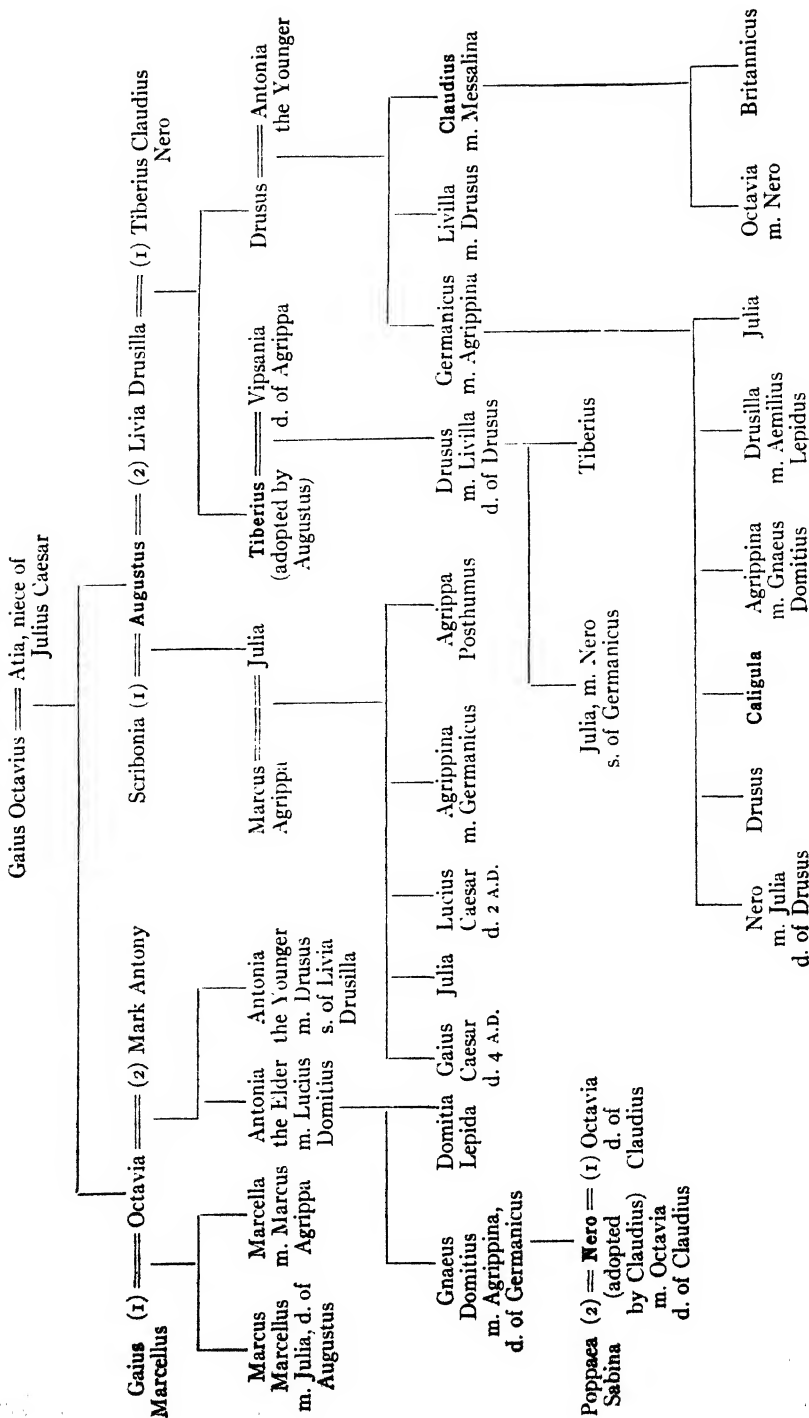 Gaius Octavius == Atia, niece of
Julius Caesar
Gaius (1) == Octavia == (2) Mark Antony
Marcellus
Scribonia (1) == Augustus == (2) Livia Drusilla == (1) Tiberius Claudius
Nero
Marcus
Marcellus
m. Julia, d. of
Augustus
Marcella
m. Marcus
Agrippa
Antonia
the Elder
m. Lucius
Domitius
Antonia
the Younger
m. Drusus
s. of Livia
Drusilla
Marcus == Julia
Agrippa
Tiberius == Vipsania
(adopted by
Augustus)
d. of Agrippa
Drusus == Antonia
the Younger
Gnaeus
Domitius
m. Agrippina,
d. of Germanicus
Domitia
Lepida
Gaius
Caesar
d. 4 A.D.
Julia
Lucius
Caesar
d. 2 A.D.
Agrippina
m. Germanicus
Agrippa
Posthumus
Drusus
m. Livilla
d. of Drusus
Germanicus
m. Agrippina
Livilla
m. Drusus
Claudius
m. Messalina
Poppaea (2) == Nero == (1) Octavia
Sabina
(adopted
by Claudius)
m. Octavia
d. of Claudius
d. of
Claudius
Julia, m. Nero
s. of Germanicus
Tiberius
Nero
m. Julia
d. of Drusus
Drusus
Caligula
Agrippina
m. Gnaeus
Domitius
Drusilla
m. Aemilius
Lepidus
Julia
Octavia
m. Nero
Britannicus